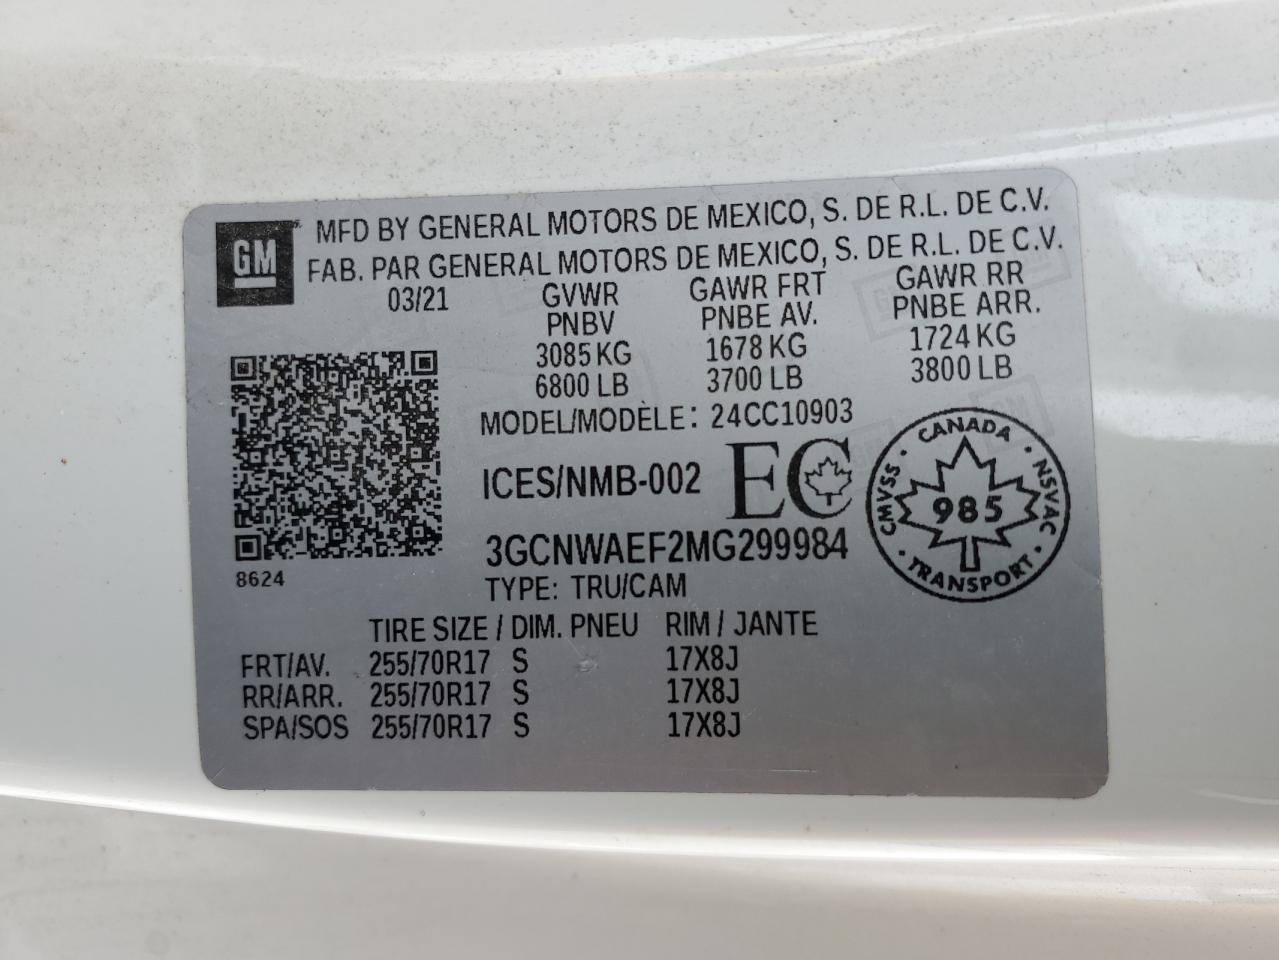 GM
MFD BY GENERAL MOTORS DE MEXICO, S. DE R.L. DE C.V.
FAB. PAR GENERAL MOTORS DE MEXICO, S. DE R.L. DE C.V.
03/21 GVWR GAWR FRT GAWR RR
PNBV PNBE AV. PNBE ARR.
3085 KG 1678 KG 1724 KG
6800 LB 3700 LB 3800 LB
MODEL/MODÈLE: 24CC10903
ICES/NMB-002 EC
3GCNWAEF2MG299984
8624
TYPE: TRU/CAM
CANADA
CMVSS · NSVAC
985
TRANSPORT
TIRE SIZE / DIM. PNEU RIM / JANTE
FRT/AV. 255/70R17 S 17X8J
RR/ARR. 255/70R17 S 17X8J
SPA/SOS 255/70R17 S 17X8J